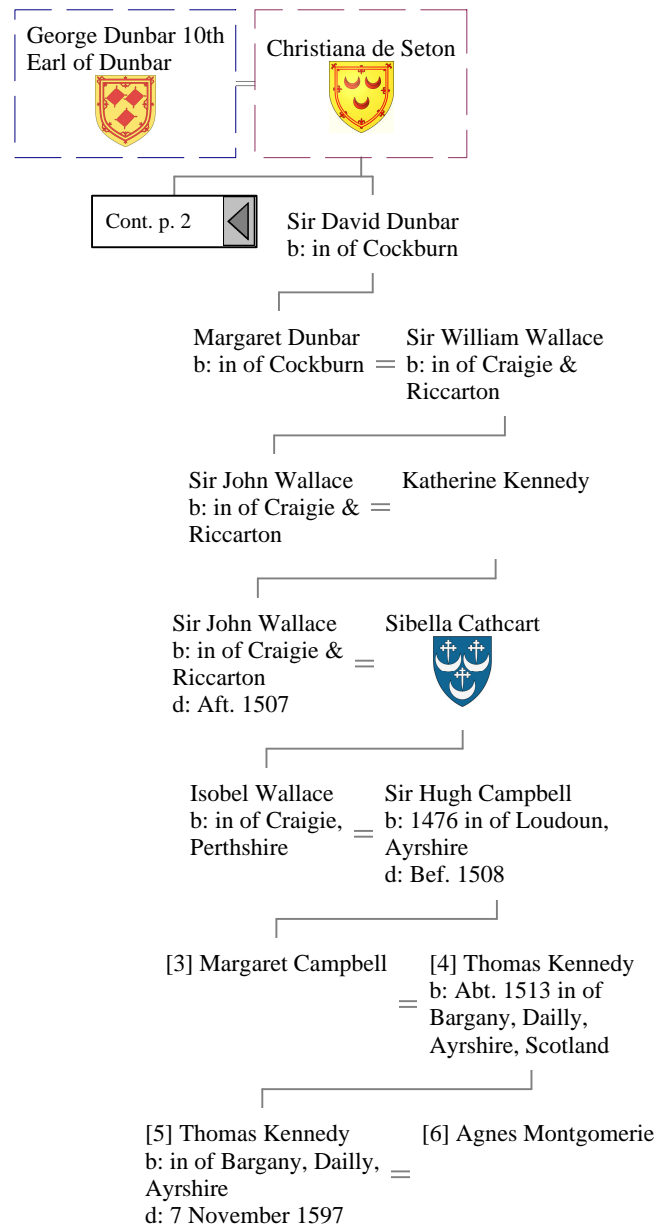 George Dunbar 10th
Earl of Dunbar
=
Christiana de Seton
Cont. p. 2
Sir David Dunbar
b: in of Cockburn
Margaret Dunbar
b: in of Cockburn
=
Sir William Wallace
b: in of Craigie &
Riccarton
Sir John Wallace
b: in of Craigie &
Riccarton
=
Katherine Kennedy
Sir John Wallace
b: in of Craigie &
Riccarton
d: Aft. 1507
=
Sibella Cathcart
Isobel Wallace
b: in of Craigie,
Perthshire
=
Sir Hugh Campbell
b: 1476 in of Loudoun,
Ayrshire
d: Bef. 1508
[3] Margaret Campbell
=
[4] Thomas Kennedy
b: Abt. 1513 in of
Bargany, Dailly,
Ayrshire, Scotland
[5] Thomas Kennedy
b: in of Bargany, Dailly,
Ayrshire
d: 7 November 1597
=
[6] Agnes Montgomerie